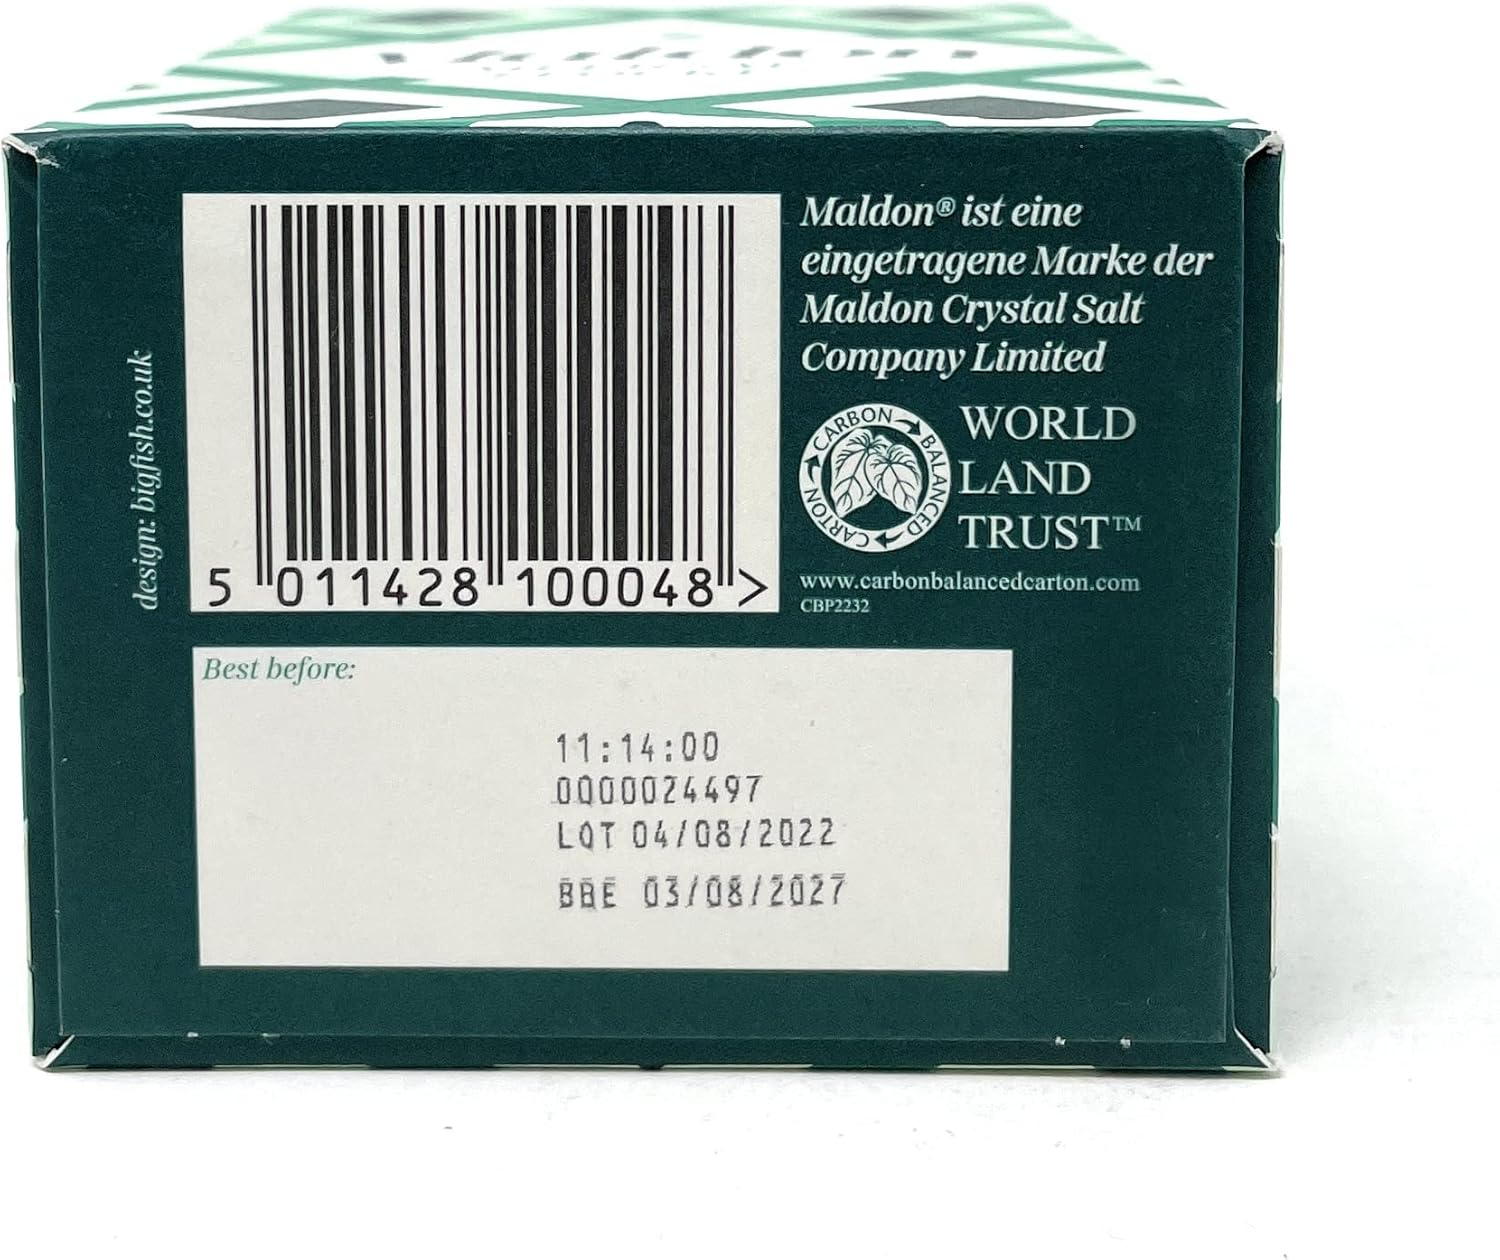 Maldon
design: bigfish.co.uk
5 011428 100048 >
Maldon® ist eine
eingetragene Marke der
Maldon Crystal Salt
Company Limited
CARBON BALANCED CARTON
WORLD
LAND
TRUST™
www.carbonbalancedcarton.com
CBP2232
Best before:
11:14:00
0000024497
LOT 04/08/2022
BBE 03/08/2027